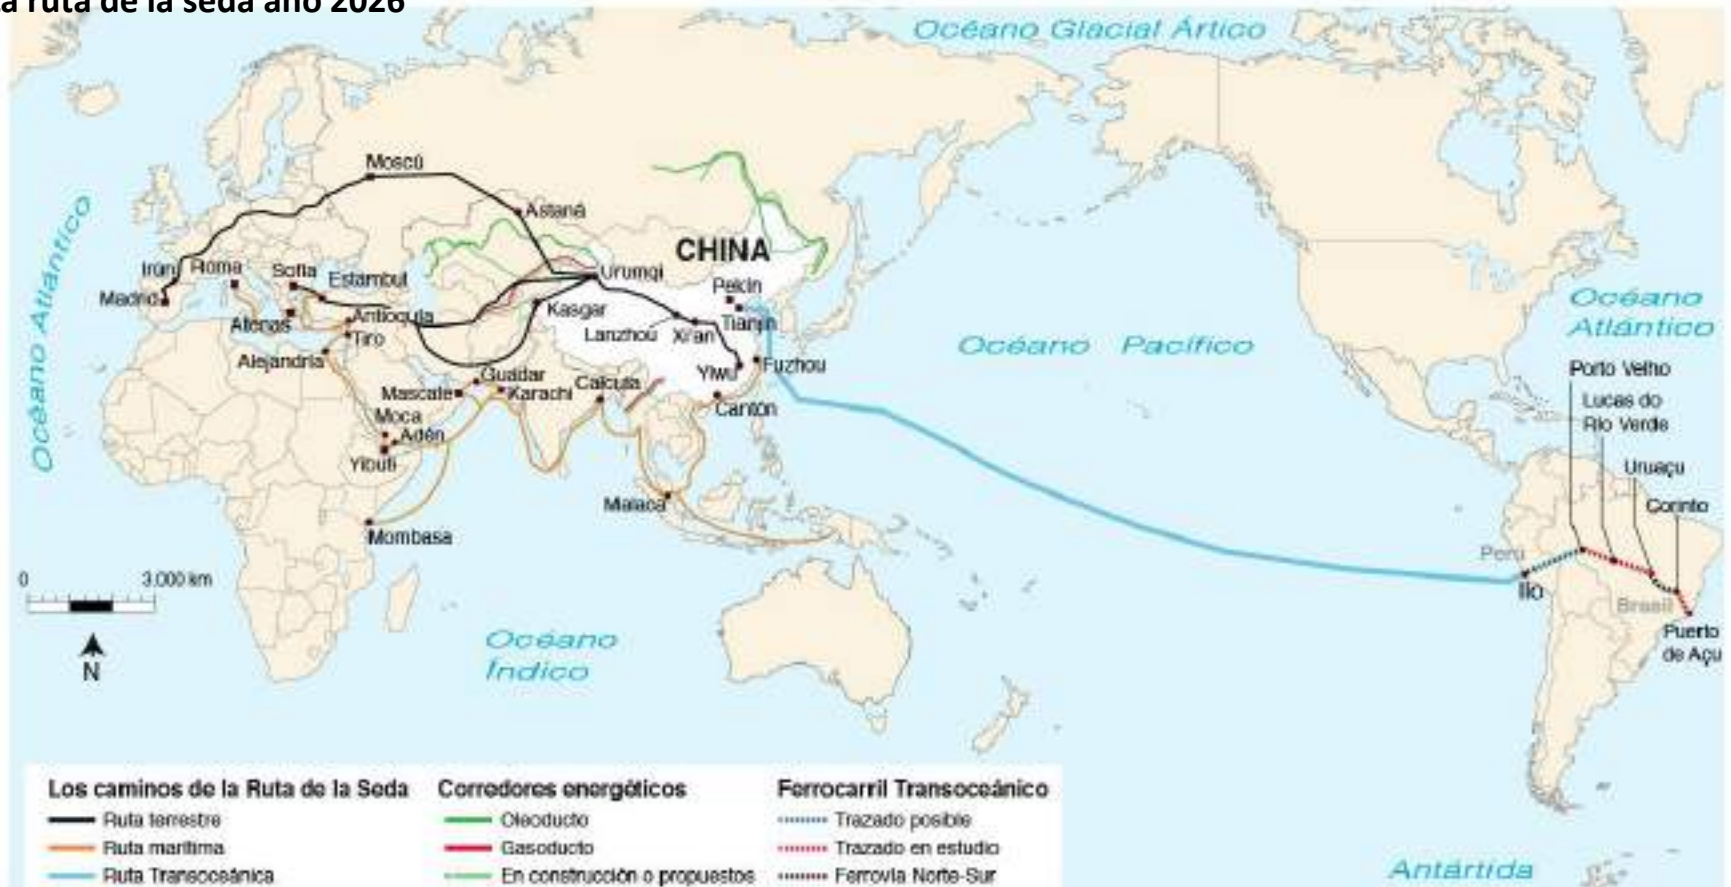 a ruta de la seda año 2026
Océano Glacial Ártico
Moscú
Astaná
Océano Atlántico
CHINA
Irún
Roma
Sofía
Estambul
Urumqi
Pekín
Madrid
Atenas
Antioquía
Kasgar
Tianjin
Océano
Atlántico
Tiro
Lanzhou
Xi'an
Océano Pacífico
Alejandría
Yiwu
Fuzhou
Guadar
Calcuta
Porto Velho
Mascate
Karachi
Cantón
Lucas do
Rio Verde
Moca
Adén
Yibuti
Uruaçu
Malaca
Corinto
Mombasa
Perú
0 3.000 km
Ilo
Brasil
N
Océano
Índico
Puerto
de Açu
Los caminos de la Ruta de la Seda
Ruta terrestre
Ruta marítima
Ruta Transoceánica
Corredores energéticos
Oleoducto
Gasoducto
En construcción o propuestos
Ferrocarril Transoceánico
Trazado posible
Trazado en estudio
Ferrovía Norte-Sur
Antártida